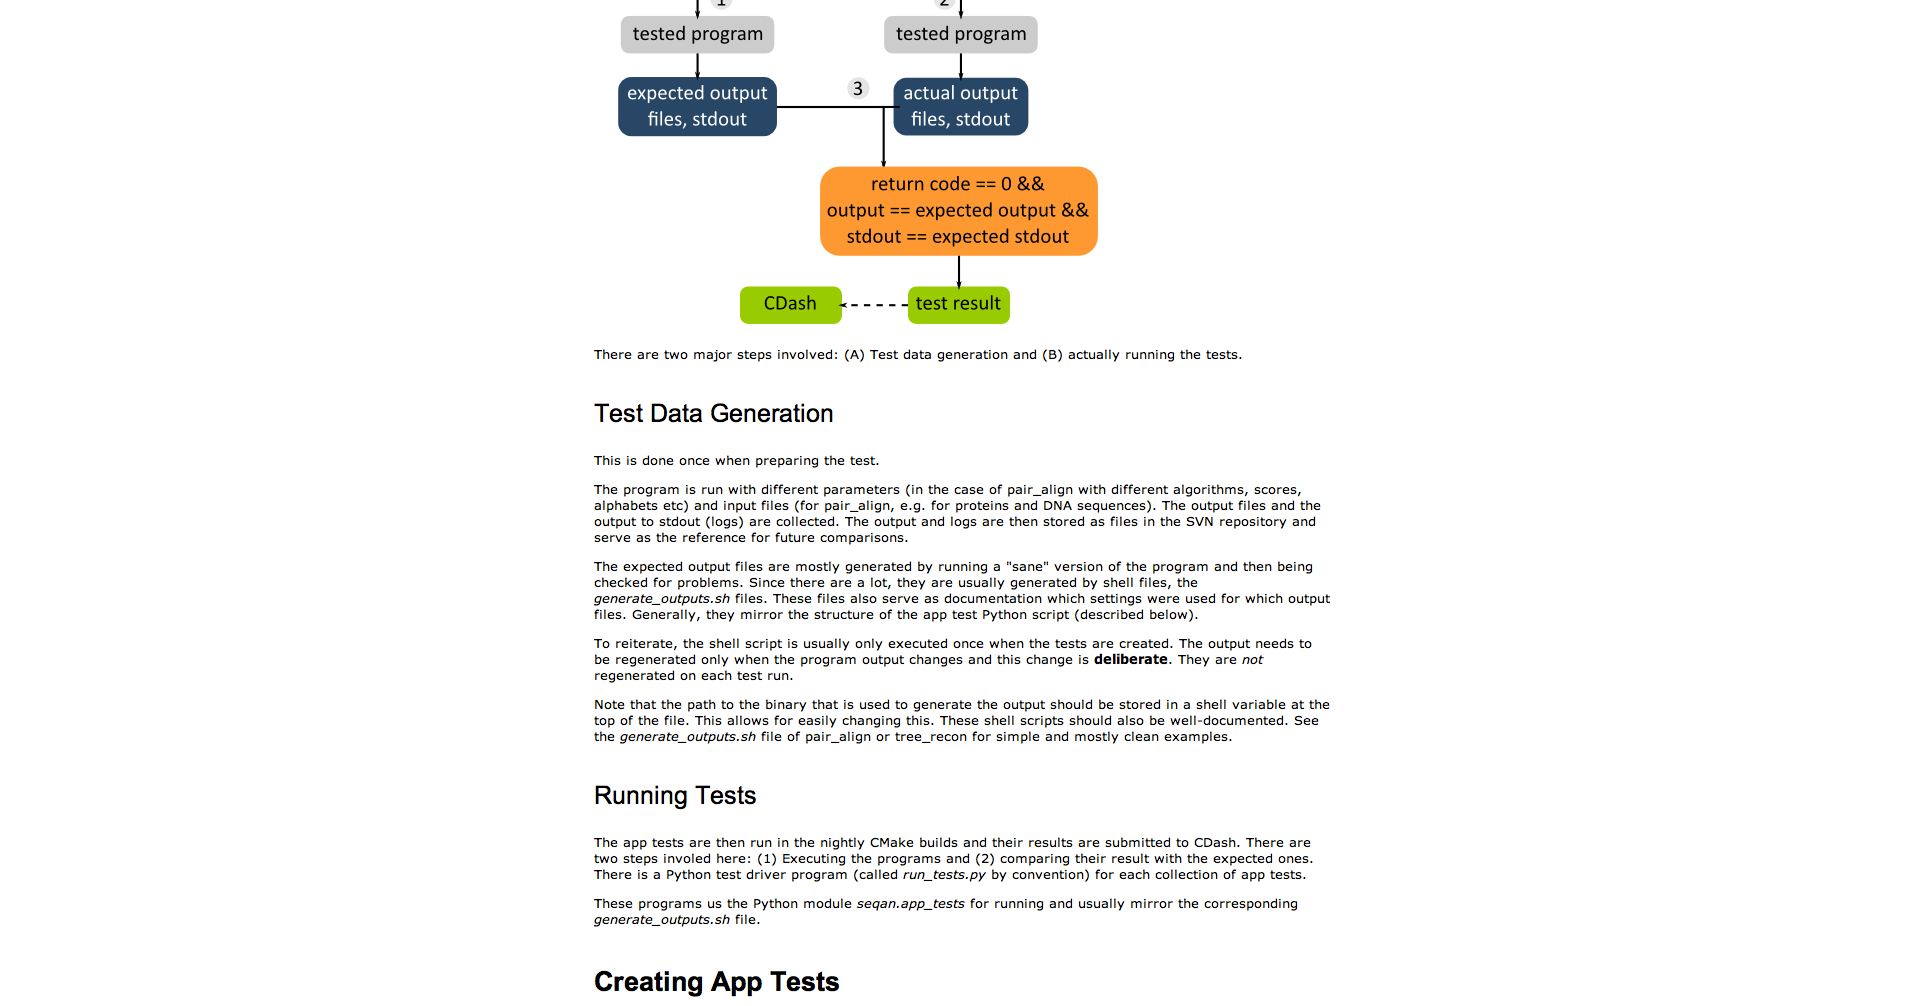 1
2
tested program
tested program
expected output
files, stdout
3
actual output
files, stdout
return code == 0 &&
output == expected output &&
stdout == expected stdout
CDash
test result
There are two major steps involved: (A) Test data generation and (B) actually running the tests.
Test Data Generation
This is done once when preparing the test.
The program is run with different parameters (in the case of pair_align with different algorithms, scores,
alphabets etc) and input files (for pair_align, e.g. for proteins and DNA sequences). The output files and the
output to stdout (logs) are collected. The output and logs are then stored as files in the SVN repository and
serve as the reference for future comparisons.
The expected output files are mostly generated by running a "sane" version of the program and then being
checked for problems. Since there are a lot, they are usually generated by shell files, the
generate_outputs.sh files. These files also serve as documentation which settings were used for which output
files. Generally, they mirror the structure of the app test Python script (described below).
To reiterate, the shell script is usually only executed once when the tests are created. The output needs to
be regenerated only when the program output changes and this change is deliberate. They are not
regenerated on each test run.
Note that the path to the binary that is used to generate the output should be stored in a shell variable at the
top of the file. This allows for easily changing this. These shell scripts should also be well-documented. See
the generate_outputs.sh file of pair_align or tree_recon for simple and mostly clean examples.
Running Tests
The app tests are then run in the nightly CMake builds and their results are submitted to CDash. There are
two steps involed here: (1) Executing the programs and (2) comparing their result with the expected ones.
There is a Python test driver program (called run_tests.py by convention) for each collection of app tests.
These programs us the Python module seqan.app_tests for running and usually mirror the corresponding
generate_outputs.sh file.
Creating App Tests